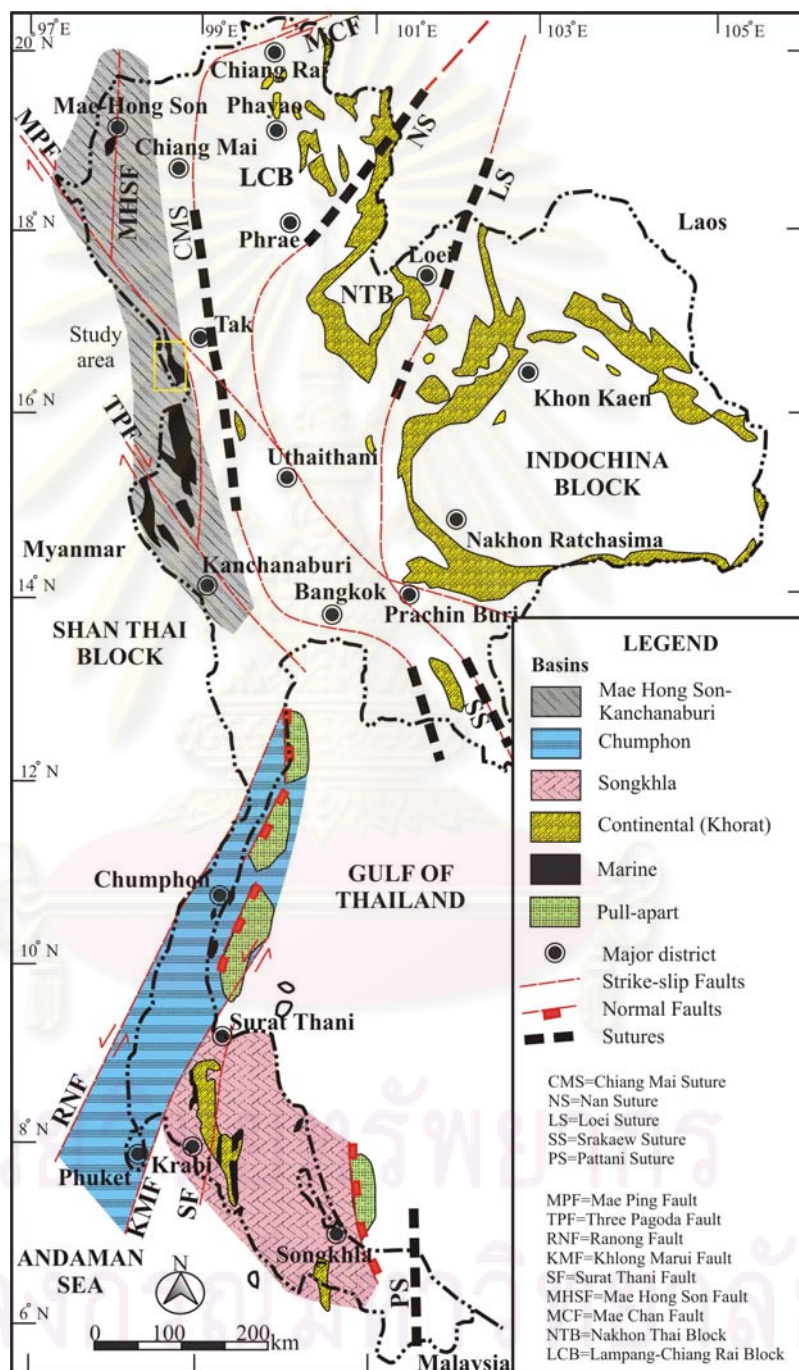 97°E
99°E
101°E
103°E
105°E
20°N
18°N
16°N
14°N
12°N
10°N
8°N
6°N
MCF
Chiang Rai
Mae Hong Son
Phayao
NS
MPF
Chiang Mai
LCB
MHSF
CMS
LS
Laos
Phrae
Loei
NTB
Study
area
Tak
Khon Kaen
TPF
Uthaithani
INDOCHINA
BLOCK
Nakhon Ratchasima
Myanmar
Kanchanaburi
Bangkok
Prachin Buri
SHAN THAI
BLOCK
SS
Chumphon
GULF OF
THAILAND
Surat Thani
RNF
Phuket
Krabi
KMF
SF
Songkhla
PS
ANDAMAN
SEA
N
0 100 200
km
Malaysia
LEGEND
Basins
Mae Hong Son-
Kanchanaburi
Chumphon
Songkhla
Continental (Khorat)
Marine
Pull-apart
Major district
Strike-slip Faults
Normal Faults
Sutures
CMS=Chiang Mai Suture
NS=Nan Suture
LS=Loei Suture
SS=Srakaew Suture
PS=Pattani Suture
MPF=Mae Ping Fault
TPF=Three Pagoda Fault
RNF=Ranong Fault
KMF=Khlong Marui Fault
SF=Surat Thani Fault
MHSF=Mae Hong Son Fault
MCF=Mae Chan Fault
NTB=Nakhon Thai Block
LCB=Lampang-Chiang Rai Block